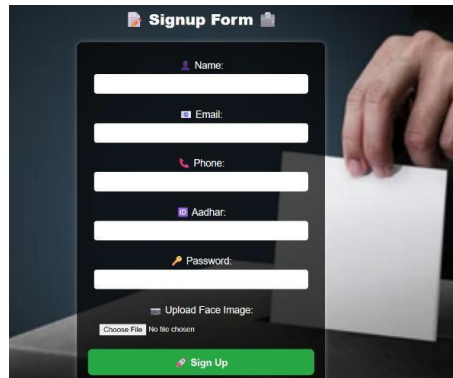 📝 Signup Form 🗳️
👤 Name:
📧 Email:
📞 Phone:
🆔 Aadhar:
🔑 Password:
📷 Upload Face Image:
Choose File No file chosen
🚀 Sign Up